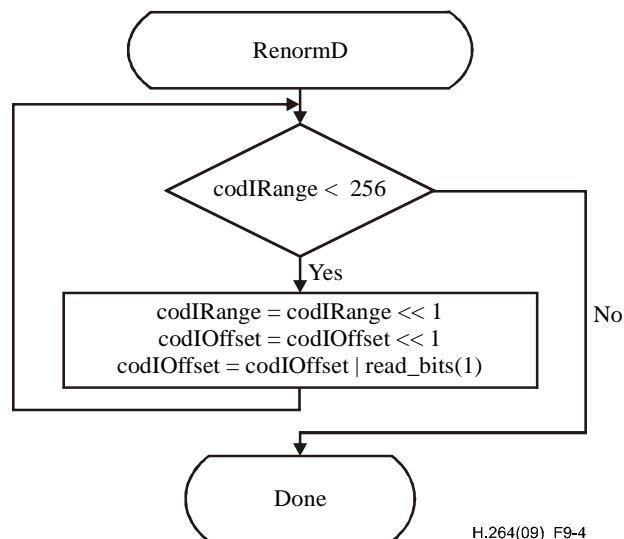 RenormD
codIRange < 256
Yes
codIRange = codIRange << 1
codIOffset = codIOffset << 1
codIOffset = codIOffset | read_bits(1)
No
Done
H.264(09)_F9-4